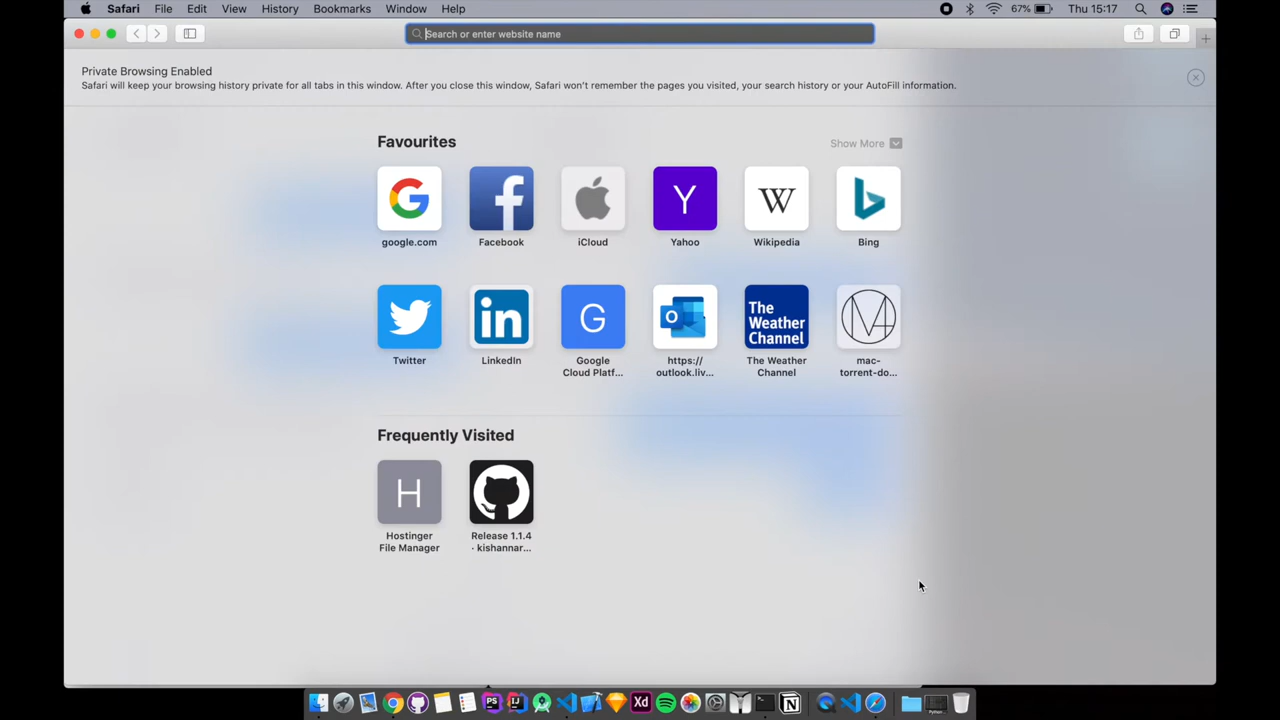 Safari File Edit View History Bookmarks Window Help 67% Thu 15:17
Search or enter website name
Private Browsing Enabled
Safari will keep your browsing history private for all tabs in this window. After you close this window, Safari won't remember the pages you visited, your search history or your AutoFill information.
Favourites Show More
G f Y W b
google.com Facebook iCloud Yahoo Wikipedia Bing
in G O The
Weather
Channel
Twitter LinkedIn Google https:// The Weather mac-
Cloud Platf... outlook.liv... Channel torrent-do...
Frequently Visited
H
Hostinger Release 1.1.4
File Manager · kishannar...
PS Xd N